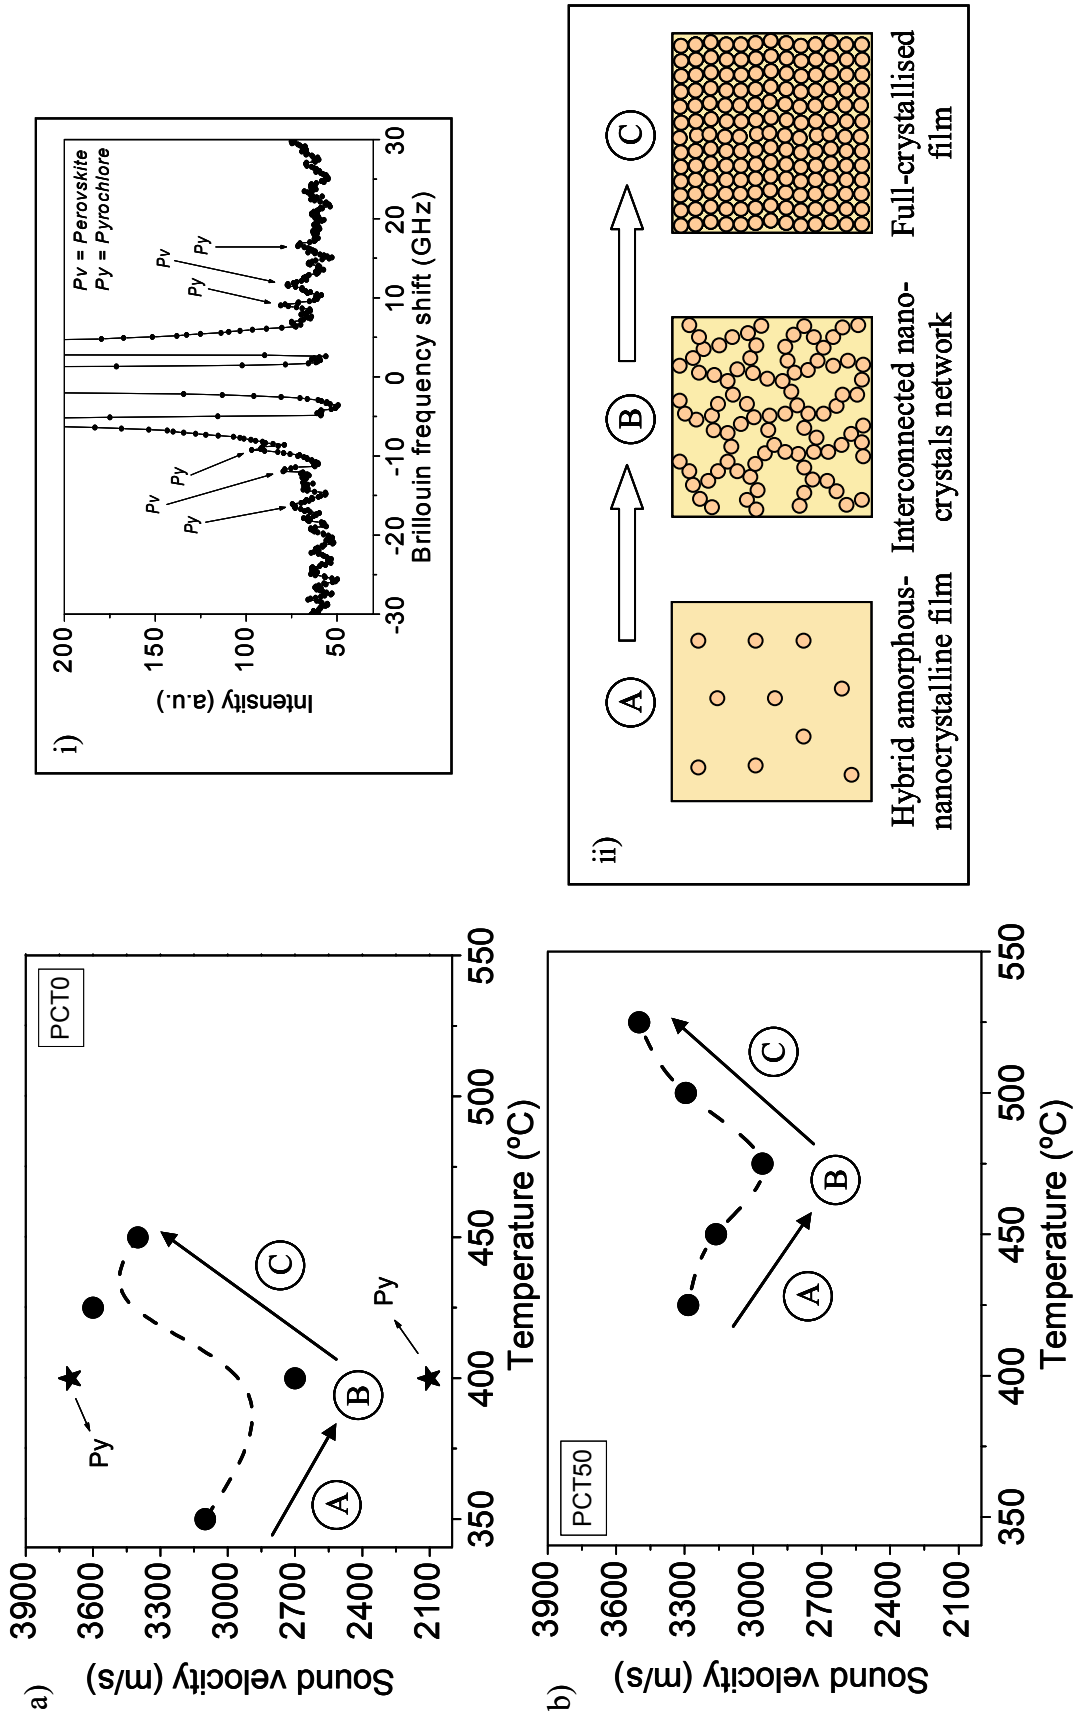 a)
PCT0
3900
3600
3300
3000
2700
2400
2100
Sound velocity (m/s)
350
400
450
500
550
Temperature (ºC)
Py
Py
A
B
C
i)
Pv = Perovskite
Py = Pyrochlore
200
150
100
50
Intensity (a.u.)
-30
-20
-10
0
10
20
30
Brillouin frequency shift (GHz)
Py
Pv
Py
Py
Pv
Py
b)
PCT50
3900
3600
3300
3000
2700
2400
2100
Sound velocity (m/s)
350
400
450
500
550
Temperature (ºC)
A
B
C
ii)
A
B
C
Hybrid amorphous-
nanocrystalline film
Interconnected nano-
crystals network
Full-crystallised
film